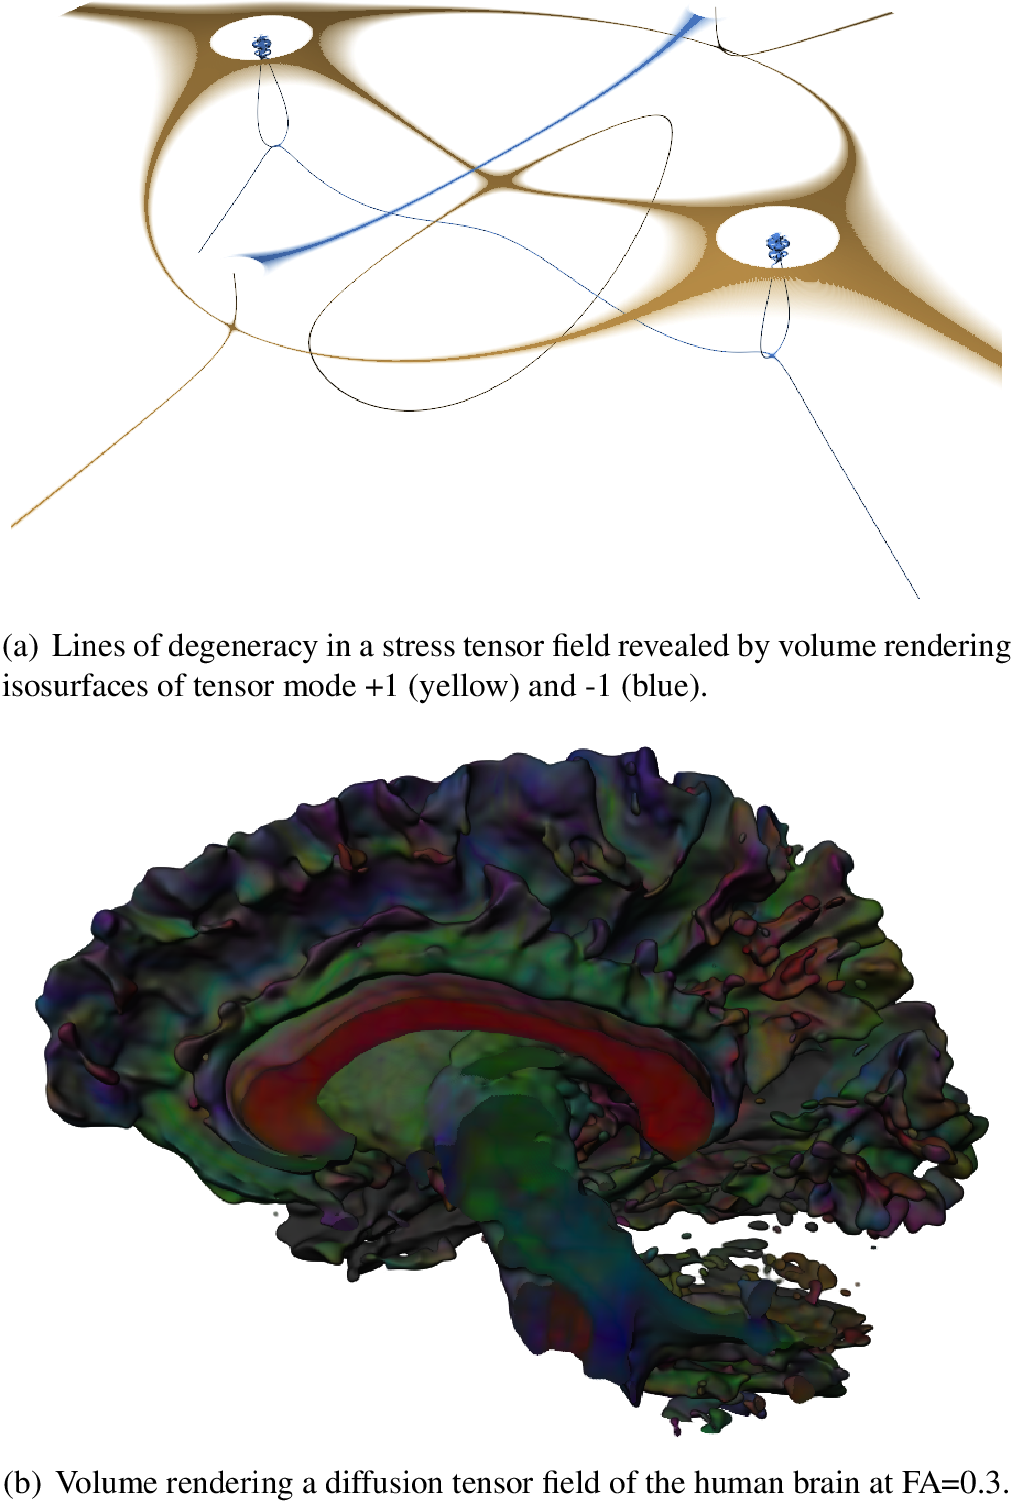 (a) Lines of degeneracy in a stress tensor field revealed by volume rendering
isosurfaces of tensor mode +1 (yellow) and -1 (blue).
(b) Volume rendering a diffusion tensor field of the human brain at FA=0.3.